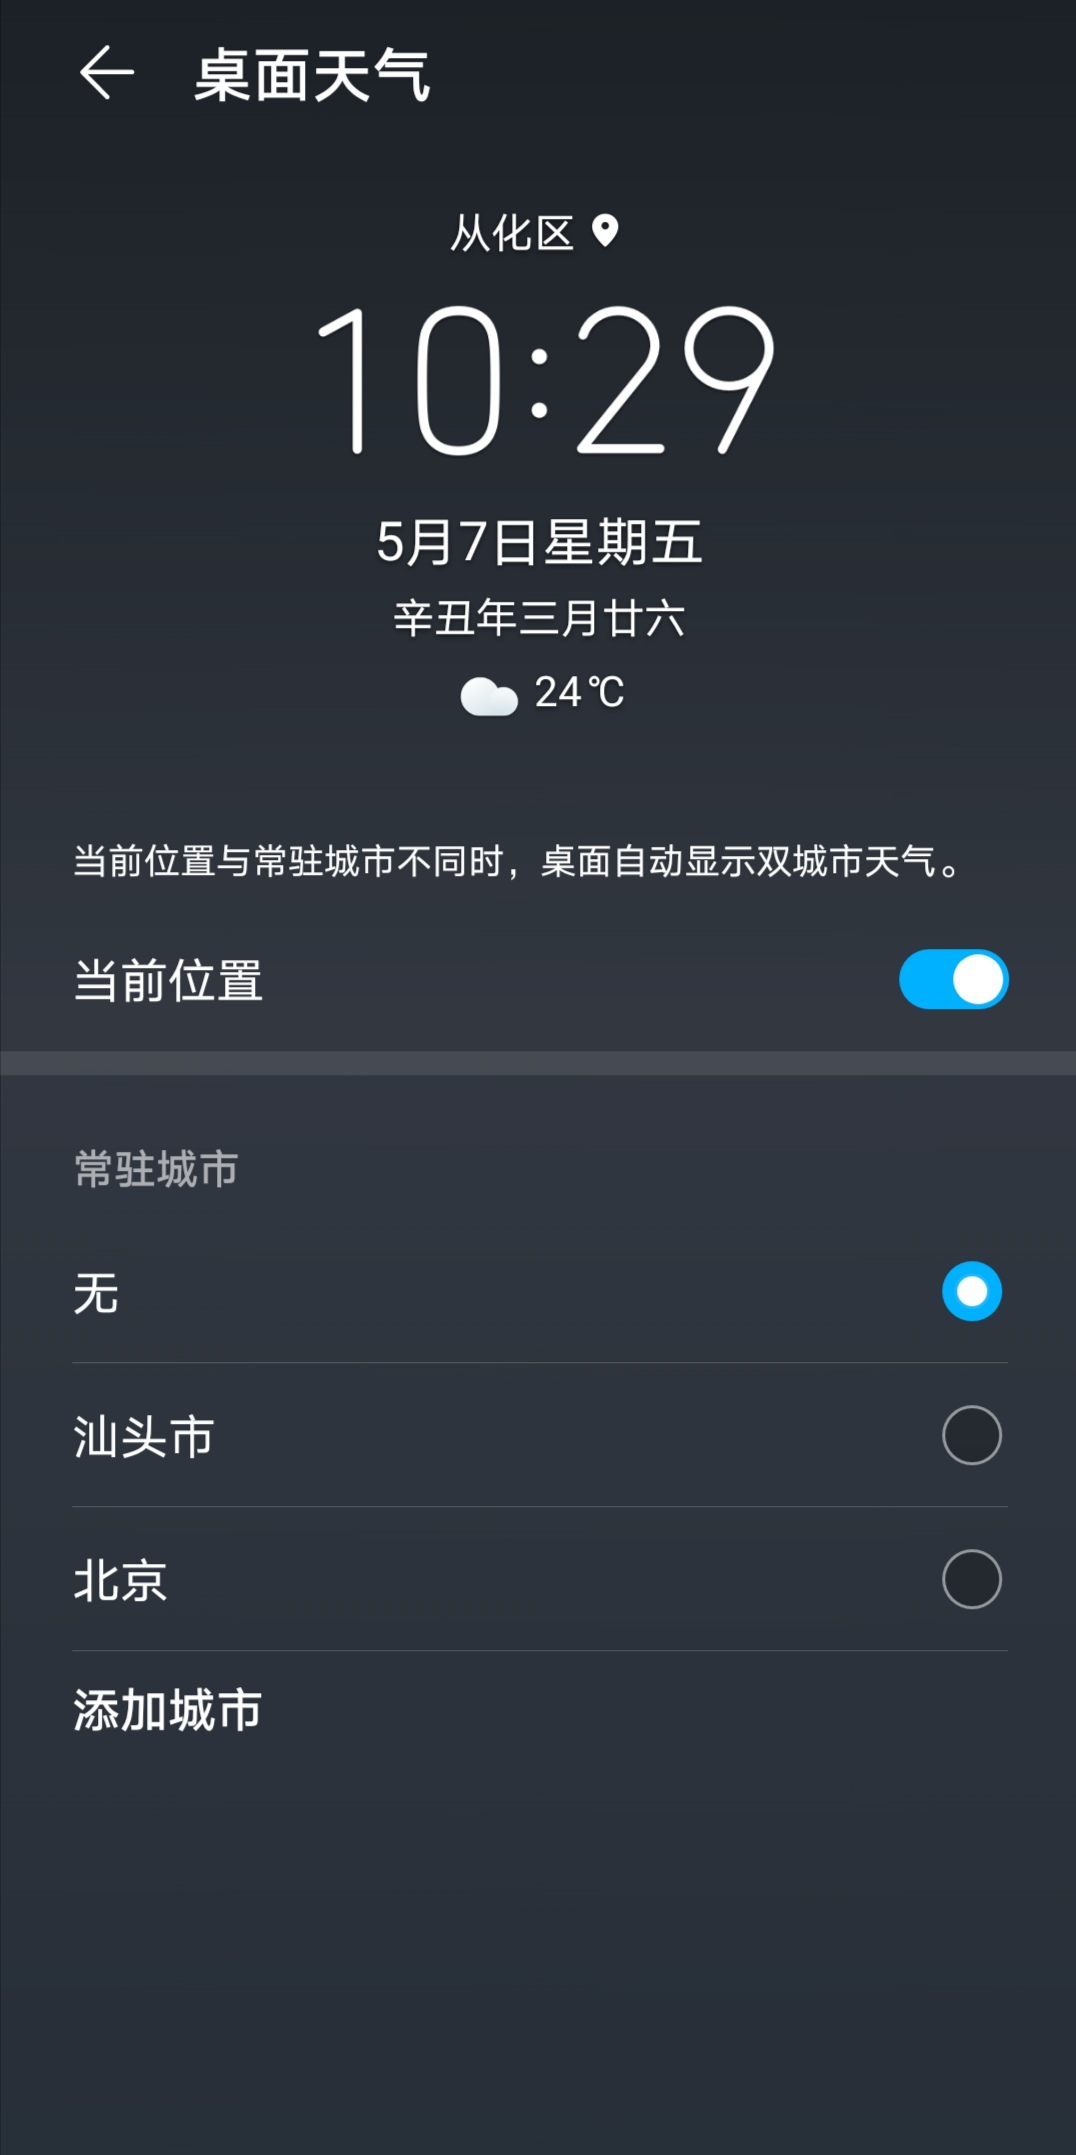 桌面天气
从化区
10:29
5月7日星期五
辛丑年三月廿六
24℃
当前位置与常驻城市不同时，桌面自动显示双城市天气。
当前位置
常驻城市
无
汕头市
北京
添加城市